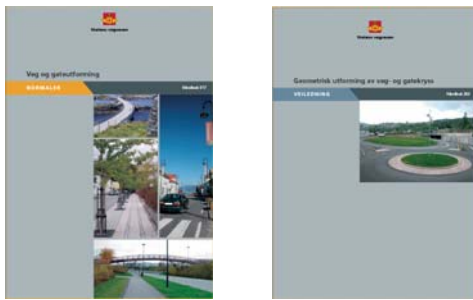 Statens vegvesen
Veg og gateutforming
NORMALER
Håndbok 017
Statens vegvesen
Geometrisk utforming av veg- og gatekryss
VEILEDNING
Håndbok 263